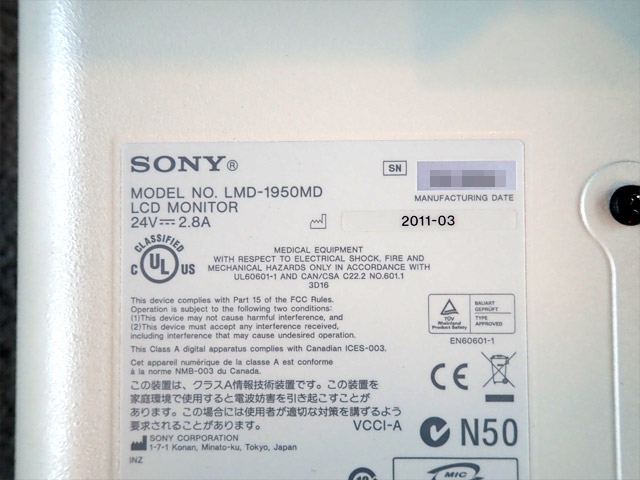 SONY®
SN
MODEL NO. LMD-1950MD
MANUFACTURING DATE
LCD MONITOR
24V⎓2.8A
2011-03
CLASSIFIED
C UL US
MEDICAL EQUIPMENT
WITH RESPECT TO ELECTRICAL SHOCK, FIRE AND
MECHANICAL HAZARDS ONLY IN ACCORDANCE WITH
UL60601-1 AND CAN/CSA C22.2 NO.601.1
3D16
This device complies with Part 15 of the FCC Rules.
Operation is subject to the following two conditions:
(1)This device may not cause harmful interference, and
(2)This device must accept any interference received,
including interference that may cause undesired operation.
TÜV
Rheinland
Product Safety
BAUART
GEPRÜFT
TYPE
APPROVED
EN60601-1
This Class A digital apparatus complies with Canadian ICES-003.
Cet appareil numérique de la classe A est conforme
à la norme NMB-003 du Canada.
CE
この装置は、クラスA情報技術装置です。この装置を
家庭環境で使用すると電波妨害を引き起こすことが
あります。この場合には使用者が適切な対策を講ずるよう
要求されることがあります。
VCCI-A
N50
SONY CORPORATION
1-7-1 Konan, Minato-ku, Tokyo, Japan
INZ
MIC